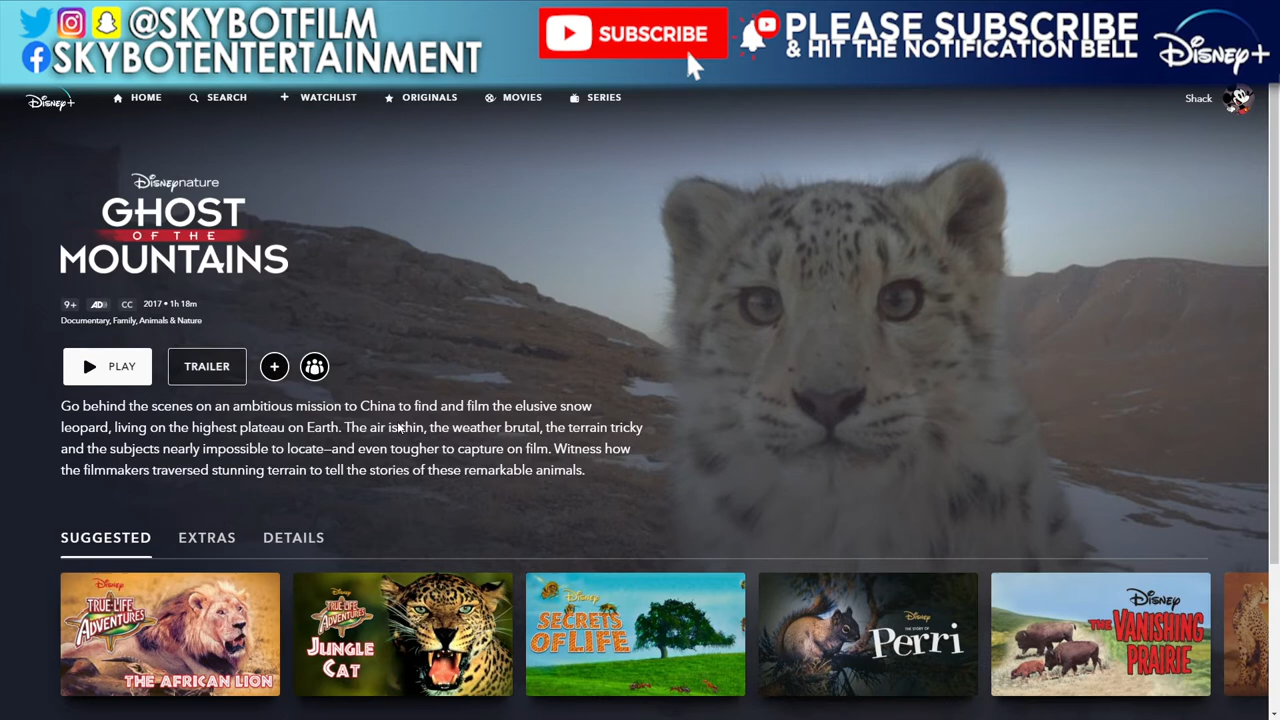 @SKYBOTFILM
SKYBOTENTERTAINMENT
SUBSCRIBE
PLEASE SUBSCRIBE
& HIT THE NOTIFICATION BELL
Disney+
Disney+
HOME
SEARCH
WATCHLIST
ORIGINALS
MOVIES
SERIES
Shack
Disneynature
GHOST
OF THE
MOUNTAINS
9+ AD CC 2017 • 1h 18m
Documentary, Family, Animals & Nature
PLAY
TRAILER
Go behind the scenes on an ambitious mission to China to find and film the elusive snow
leopard, living on the highest plateau on Earth. The air is thin, the weather brutal, the terrain tricky
and the subjects nearly impossible to locate—and even tougher to capture on film. Witness how
the filmmakers traversed stunning terrain to tell the stories of these remarkable animals.
SUGGESTED
EXTRAS
DETAILS
Disney
TRUE LIFE
ADVENTURES
THE AFRICAN LION
Disney
TRUE LIFE
ADVENTURES
JUNGLE
CAT
Disney
SECRETS
OF LIFE
Disney
THE STORY OF
Perri
Disney
THE VANISHING
PRAIRIE